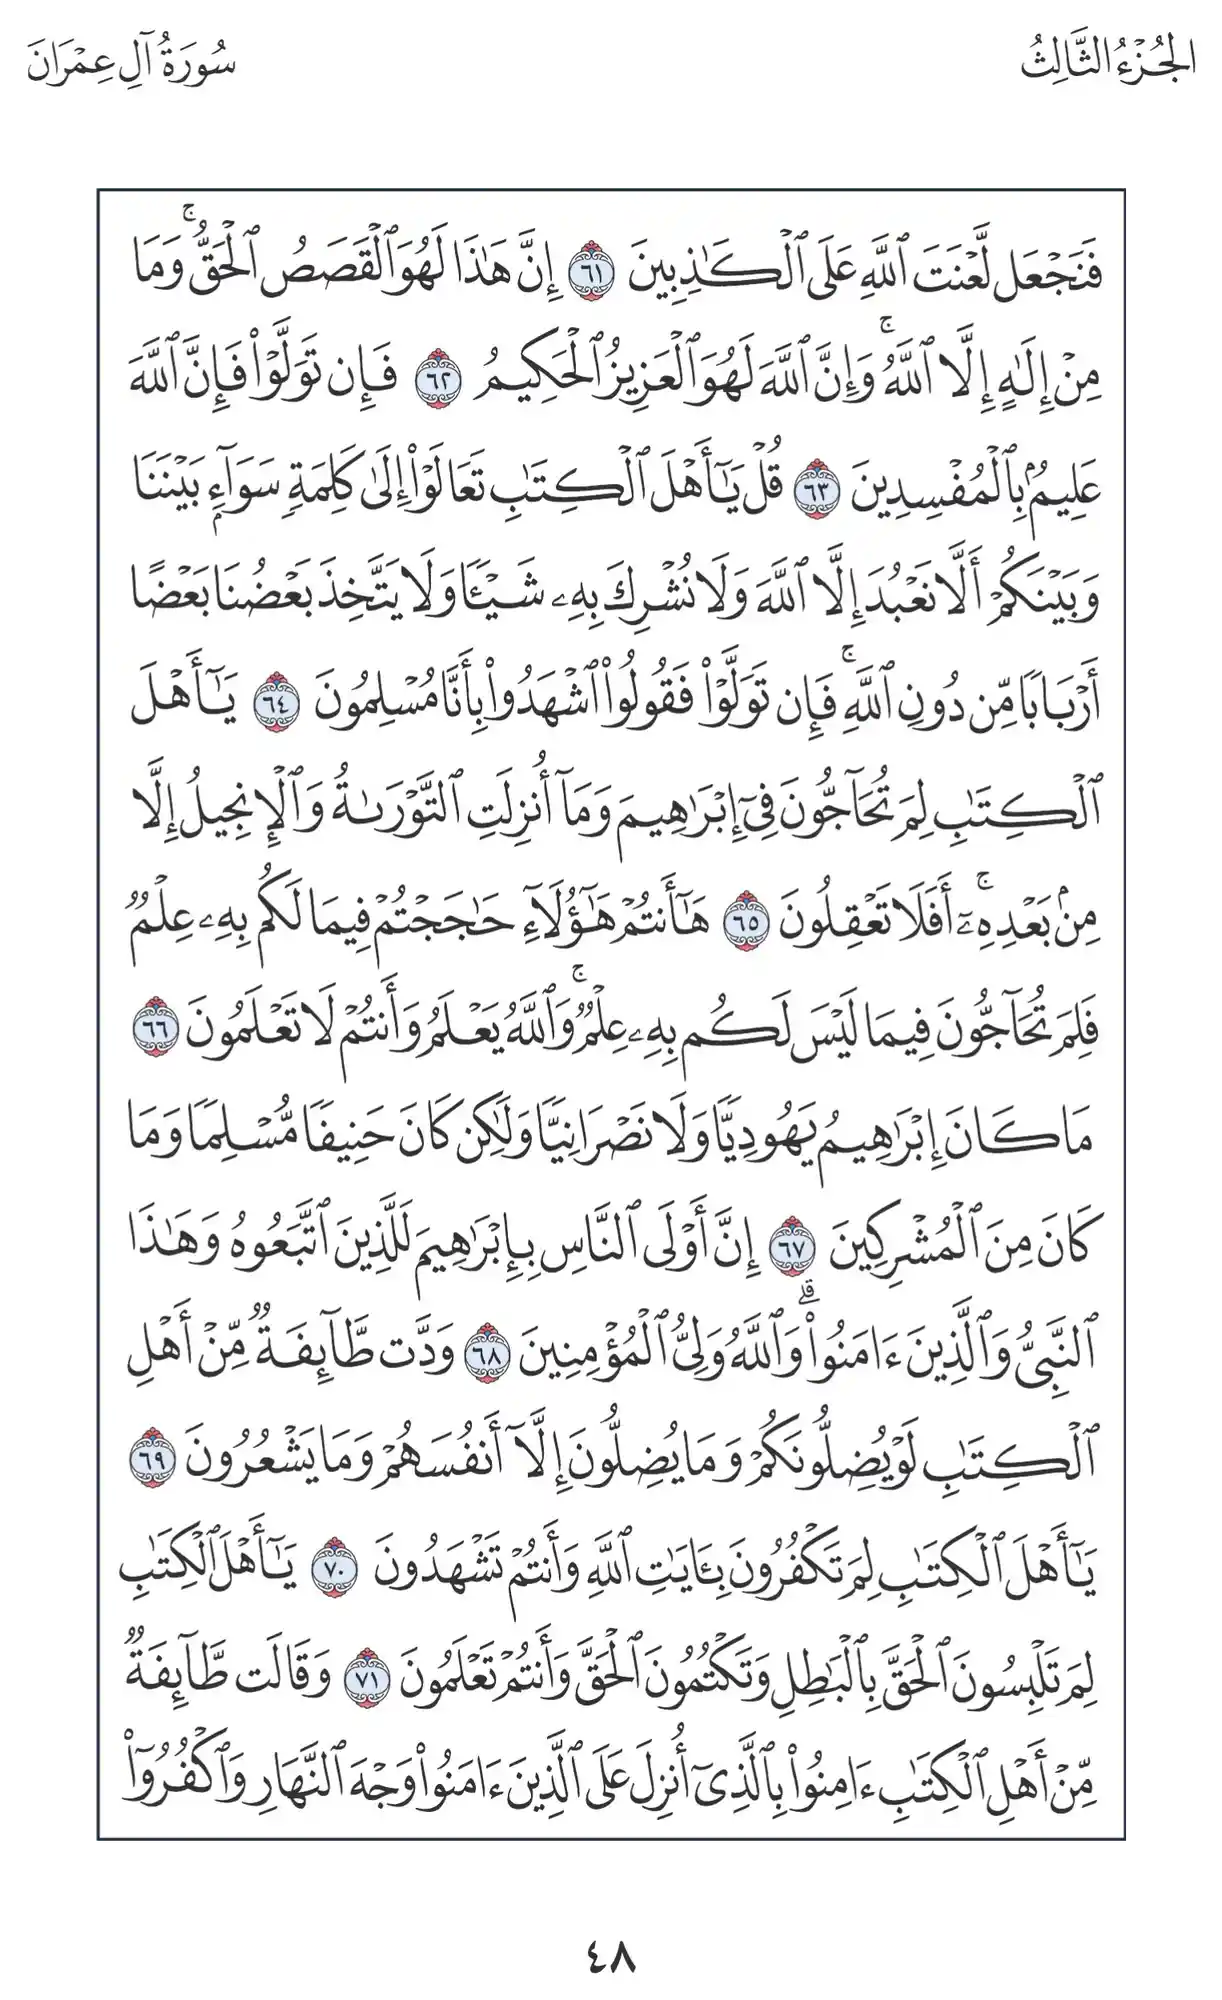 الجُزْءُ الثَّالِثُ
سُورَةُ آلِ عِمْرَانَ
فَنَجْعَل لَّعْنَتَ ٱللَّهِ عَلَى ٱلْكَـٰذِبِينَ ٦١ إِنَّ هَـٰذَا لَهُوَ ٱلْقَصَصُ ٱلْحَقُّ ۚ وَمَا
مِنْ إِلَـٰهٍ إِلَّا ٱللَّهُ ۚ وَإِنَّ ٱللَّهَ لَهُوَ ٱلْعَزِيزُ ٱلْحَكِيمُ ٦٢ فَإِن تَوَلَّوْا۟ فَإِنَّ ٱللَّهَ
عَلِيمٌۢ بِٱلْمُفْسِدِينَ ٦٣ قُلْ يَـٰٓأَهْلَ ٱلْكِتَـٰبِ تَعَالَوْا۟ إِلَىٰ كَلِمَةٍ سَوَآءٍۭ بَيْنَنَا
وَبَيْنَكُمْ أَلَّا نَعْبُدَ إِلَّا ٱللَّهَ وَلَا نُشْرِكَ بِهِۦ شَيْـًٔا وَلَا يَتَّخِذَ بَعْضُنَا بَعْضًا
أَرْبَابًا مِّن دُونِ ٱللَّهِ ۚ فَإِن تَوَلَّوْا۟ فَقُولُوا۟ ٱشْهَدُوا۟ بِأَنَّا مُسْلِمُونَ ٦٤ يَـٰٓأَهْلَ
ٱلْكِتَـٰبِ لِمَ تُحَآجُّونَ فِىٓ إِبْرَٰهِيمَ وَمَآ أُنزِلَتِ ٱلتَّوْرَىٰةُ وَٱلْإِنجِيلُ إِلَّا
مِنۢ بَعْدِهِۦٓ ۚ أَفَلَا تَعْقِلُونَ ٦٥ هَـٰٓأَنتُمْ هَـٰٓؤُلَآءِ حَـٰجَجْتُمْ فِيمَا لَكُم بِهِۦ عِلْمٌ
فَلِمَ تُحَآجُّونَ فِيمَا لَيْسَ لَكُم بِهِۦ عِلْمٌ ۚ وَٱللَّهُ يَعْلَمُ وَأَنتُمْ لَا تَعْلَمُونَ ٦٦
مَا كَانَ إِبْرَٰهِيمُ يَهُودِيًّا وَلَا نَصْرَانِيًّا وَلَـٰكِن كَانَ حَنِيفًا مُّسْلِمًا وَمَا
كَانَ مِنَ ٱلْمُشْرِكِينَ ٦٧ إِنَّ أَوْلَى ٱلنَّاسِ بِإِبْرَٰهِيمَ لَلَّذِينَ ٱتَّبَعُوهُ وَهَـٰذَا
ٱلنَّبِىُّ وَٱلَّذِينَ ءَامَنُوا۟ ۗ وَٱللَّهُ وَلِىُّ ٱلْمُؤْمِنِينَ ٦٨ وَدَّت طَّآئِفَةٌ مِّنْ أَهْلِ
ٱلْكِتَـٰبِ لَوْ يُضِلُّونَكُمْ وَمَا يُضِلُّونَ إِلَّآ أَنفُسَهُمْ وَمَا يَشْعُرُونَ ٦٩
يَـٰٓأَهْلَ ٱلْكِتَـٰبِ لِمَ تَكْفُرُونَ بِـَٔايَـٰتِ ٱللَّهِ وَأَنتُمْ تَشْهَدُونَ ٧٠ يَـٰٓأَهْلَ ٱلْكِتَـٰبِ
لِمَ تَلْبِسُونَ ٱلْحَقَّ بِٱلْبَـٰطِلِ وَتَكْتُمُونَ ٱلْحَقَّ وَأَنتُمْ تَعْلَمُونَ ٧١ وَقَالَت طَّآئِفَةٌ
مِّنْ أَهْلِ ٱلْكِتَـٰبِ ءَامِنُوا۟ بِٱلَّذِىٓ أُنزِلَ عَلَى ٱلَّذِينَ ءَامَنُوا۟ وَجْهَ ٱلنَّهَارِ وَٱكْفُرُوٓا۟
٤٨